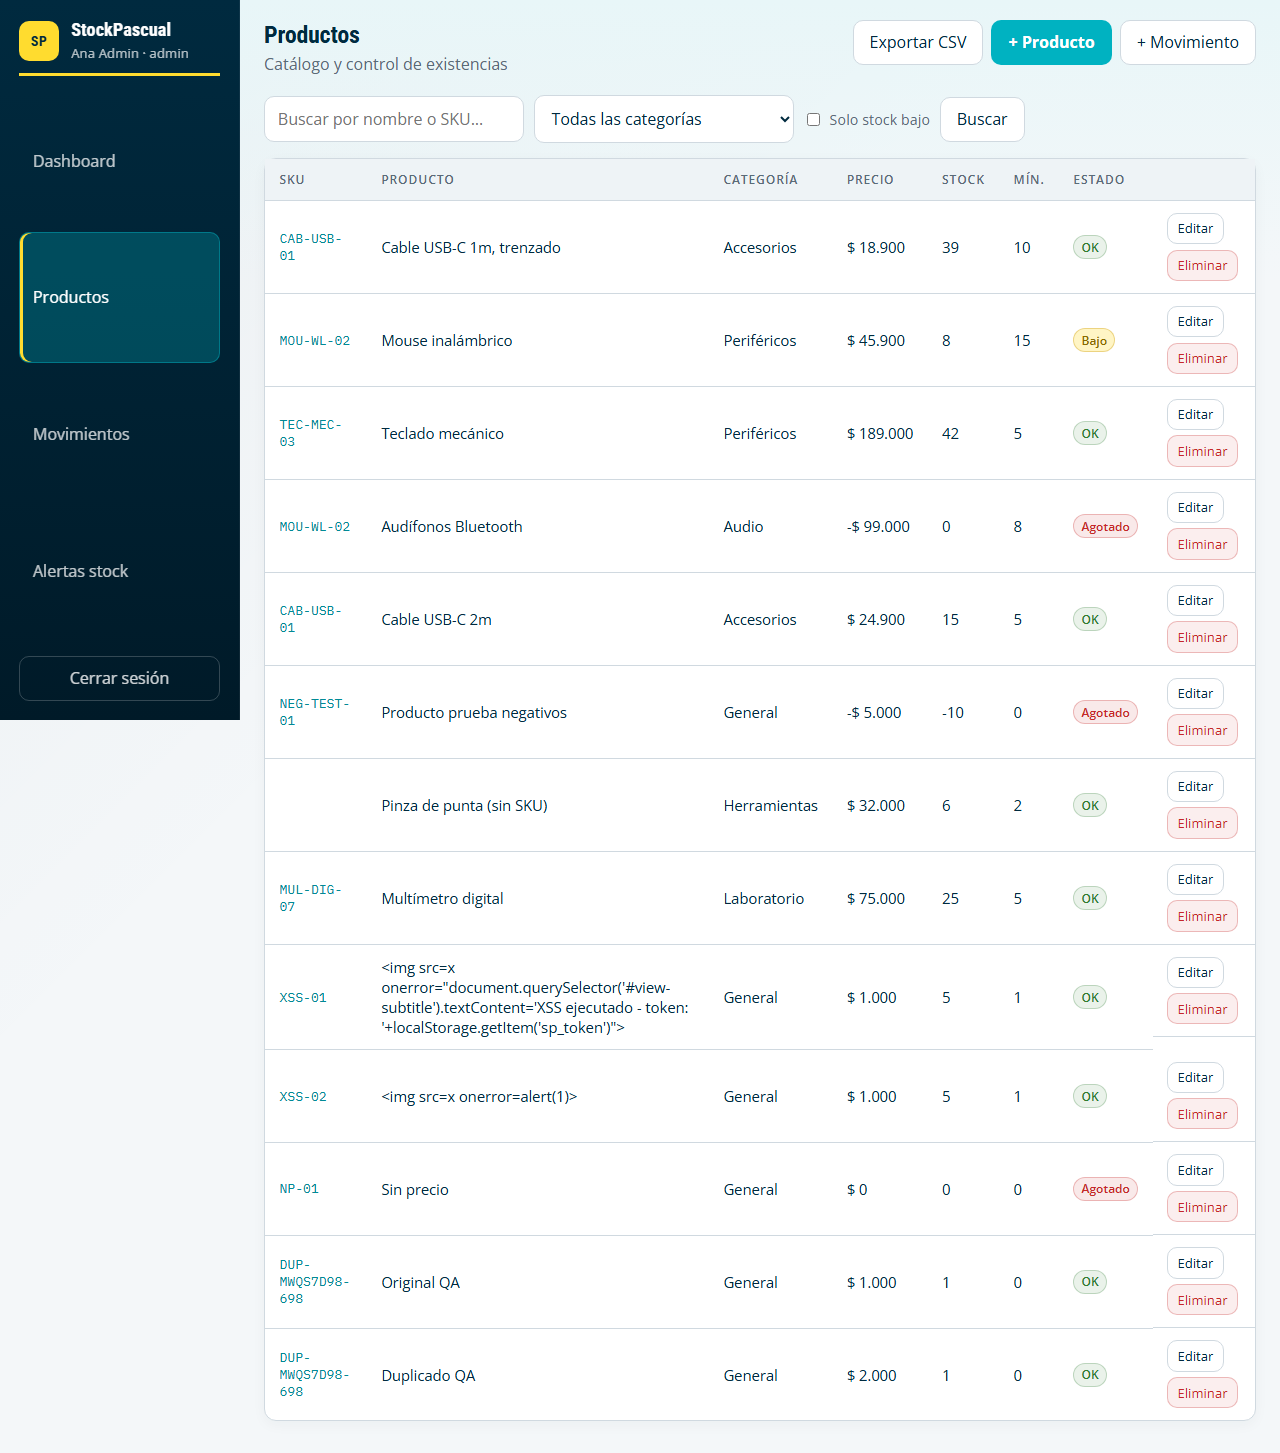 SP
StockPascual
Ana Admin · admin
Dashboard
Productos
Movimientos
Alertas stock
Cerrar sesión
Productos
Catálogo y control de existencias
Exportar CSV
+ Producto
+ Movimiento
Buscar por nombre o SKU...
Todas las categorías
Solo stock bajo
Buscar
SKU PRODUCTO CATEGORÍA PRECIO STOCK MÍN. ESTADO
CAB-USB-
01
Cable USB-C 1m, trenzado Accesorios $ 18.900 39 10 OK
Editar
Eliminar
MOU-WL-02 Mouse inalámbrico Periféricos $ 45.900 8 15 Bajo
Editar
Eliminar
TEC-MEC-
03
Teclado mecánico Periféricos $ 189.000 42 5 OK
Editar
Eliminar
MOU-WL-02 Audífonos Bluetooth Audio -$ 99.000 0 8 Agotado
Editar
Eliminar
CAB-USB-
01
Cable USB-C 2m Accesorios $ 24.900 15 5 OK
Editar
Eliminar
NEG-TEST-
01
Producto prueba negativos General -$ 5.000 -10 0 Agotado
Editar
Eliminar
Pinza de punta (sin SKU) Herramientas $ 32.000 6 2 OK
Editar
Eliminar
MUL-DIG-
07
Multímetro digital Laboratorio $ 75.000 25 5 OK
Editar
Eliminar
XSS-01
<img src=x
onerror="document.querySelector('#view-
subtitle').textContent='XSS ejecutado - token:
'+localStorage.getItem('sp_token')">
General $ 1.000 5 1 OK
Editar
Eliminar
XSS-02 <img src=x onerror=alert(1)> General $ 1.000 5 1 OK
Editar
Eliminar
NP-01 Sin precio General $ 0 0 0 Agotado
Editar
Eliminar
DUP-
MWQS7D98-
698
Original QA General $ 1.000 1 0 OK
Editar
Eliminar
DUP-
MWQS7D98-
698
Duplicado QA General $ 2.000 1 0 OK
Editar
Eliminar